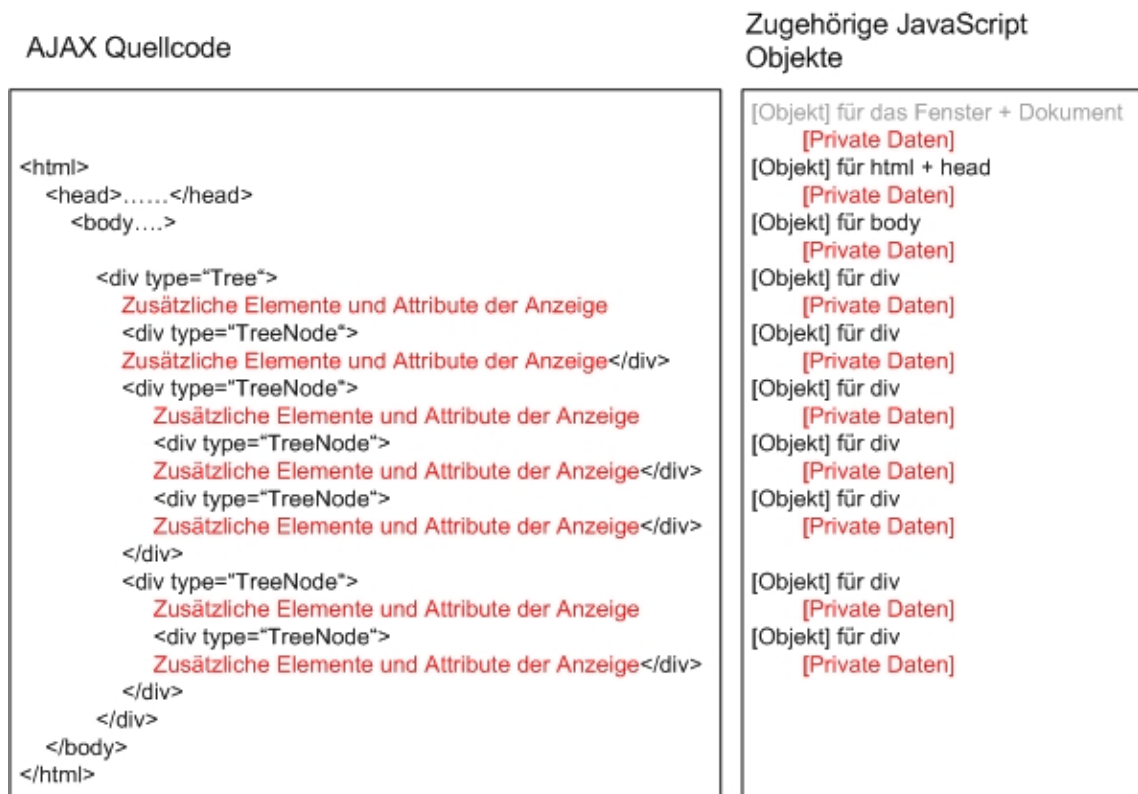 AJAX Quellcode
<html>
<head>……</head>
<body….>
<div type="Tree“>
Zusätzliche Elemente und Attribute der Anzeige
<div type="TreeNode“>
Zusätzliche Elemente und Attribute der Anzeige</div>
<div type="TreeNode“>
Zusätzliche Elemente und Attribute der Anzeige
<div type="TreeNode“>
Zusätzliche Elemente und Attribute der Anzeige</div>
<div type="TreeNode“>
Zusätzliche Elemente und Attribute der Anzeige</div>
</div>
<div type="TreeNode“>
Zusätzliche Elemente und Attribute der Anzeige
<div type="TreeNode“>
Zusätzliche Elemente und Attribute der Anzeige</div>
</div>
</div>
</body>
</html>
Zugehörige JavaScript
Objekte
[Objekt] für das Fenster + Dokument
[Private Daten]
[Objekt] für html + head
[Private Daten]
[Objekt] für body
[Private Daten]
[Objekt] für div
[Private Daten]
[Objekt] für div
[Private Daten]
[Objekt] für div
[Private Daten]
[Objekt] für div
[Private Daten]
[Objekt] für div
[Private Daten]
[Objekt] für div
[Private Daten]
[Objekt] für div
[Private Daten]